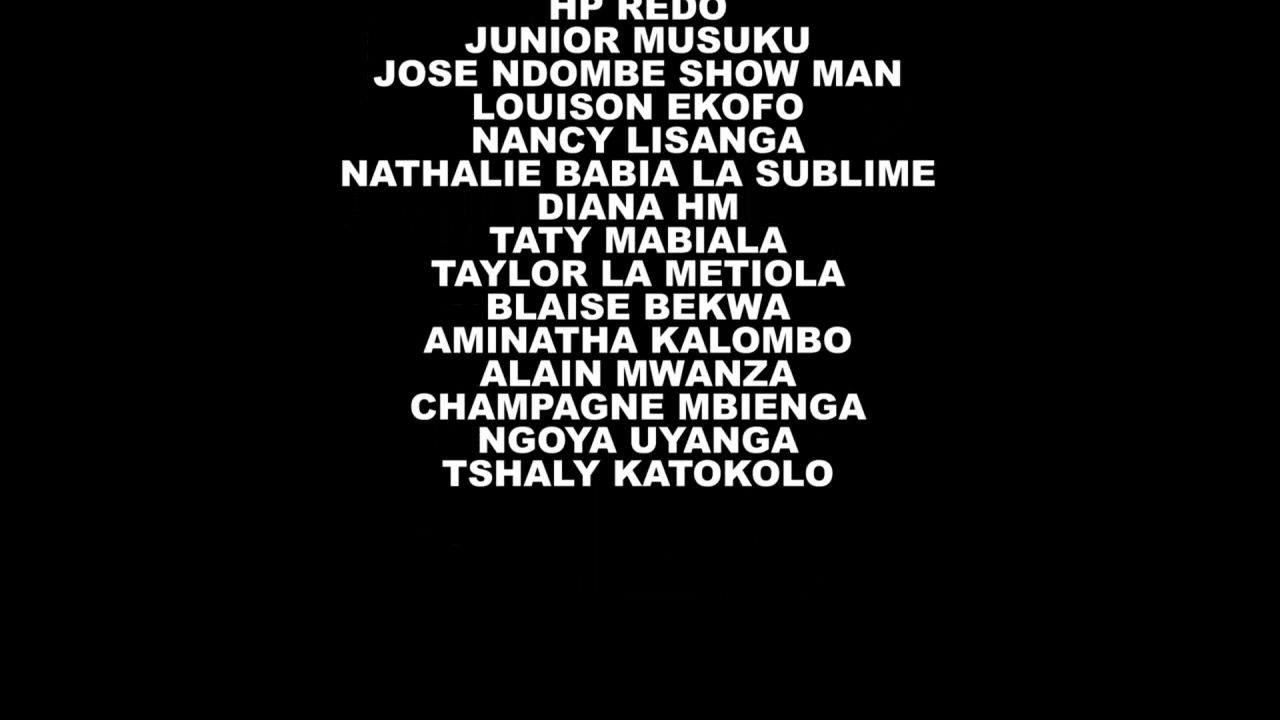 HP REDO
JUNIOR MUSUKU
JOSE NDOMBE SHOW MAN
LOUISON EKOFO
NANCY LISANGA
NATHALIE BABIA LA SUBLIME
DIANA HM
TATY MABIALA
TAYLOR LA METIOLA
BLAISE BEKWA
AMINATHA KALOMBO
ALAIN MWANZA
CHAMPAGNE MBIENGA
NGOYA UYANGA
TSHALY KATOKOLO